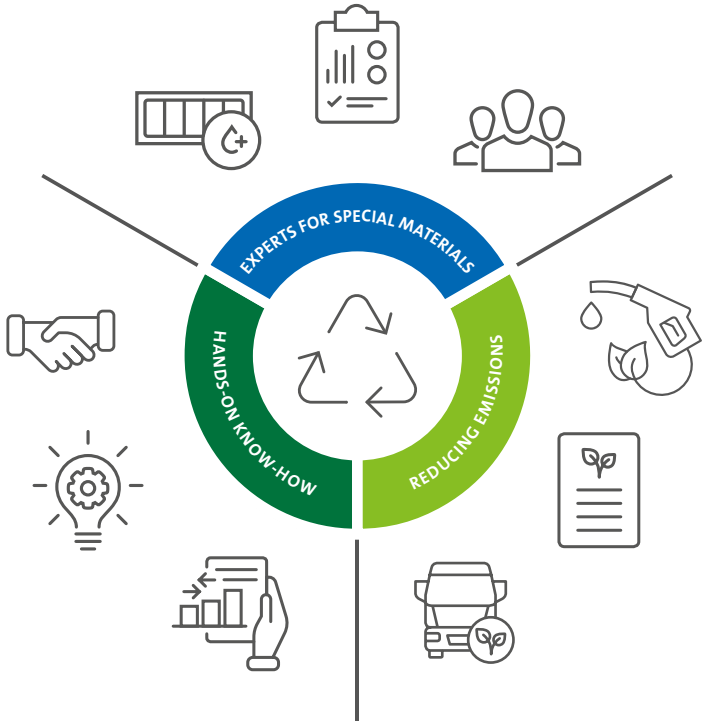 EXPERTS FOR SPECIAL MATERIALS
HANDS-ON KNOW-HOW
REDUCING EMISSIONS